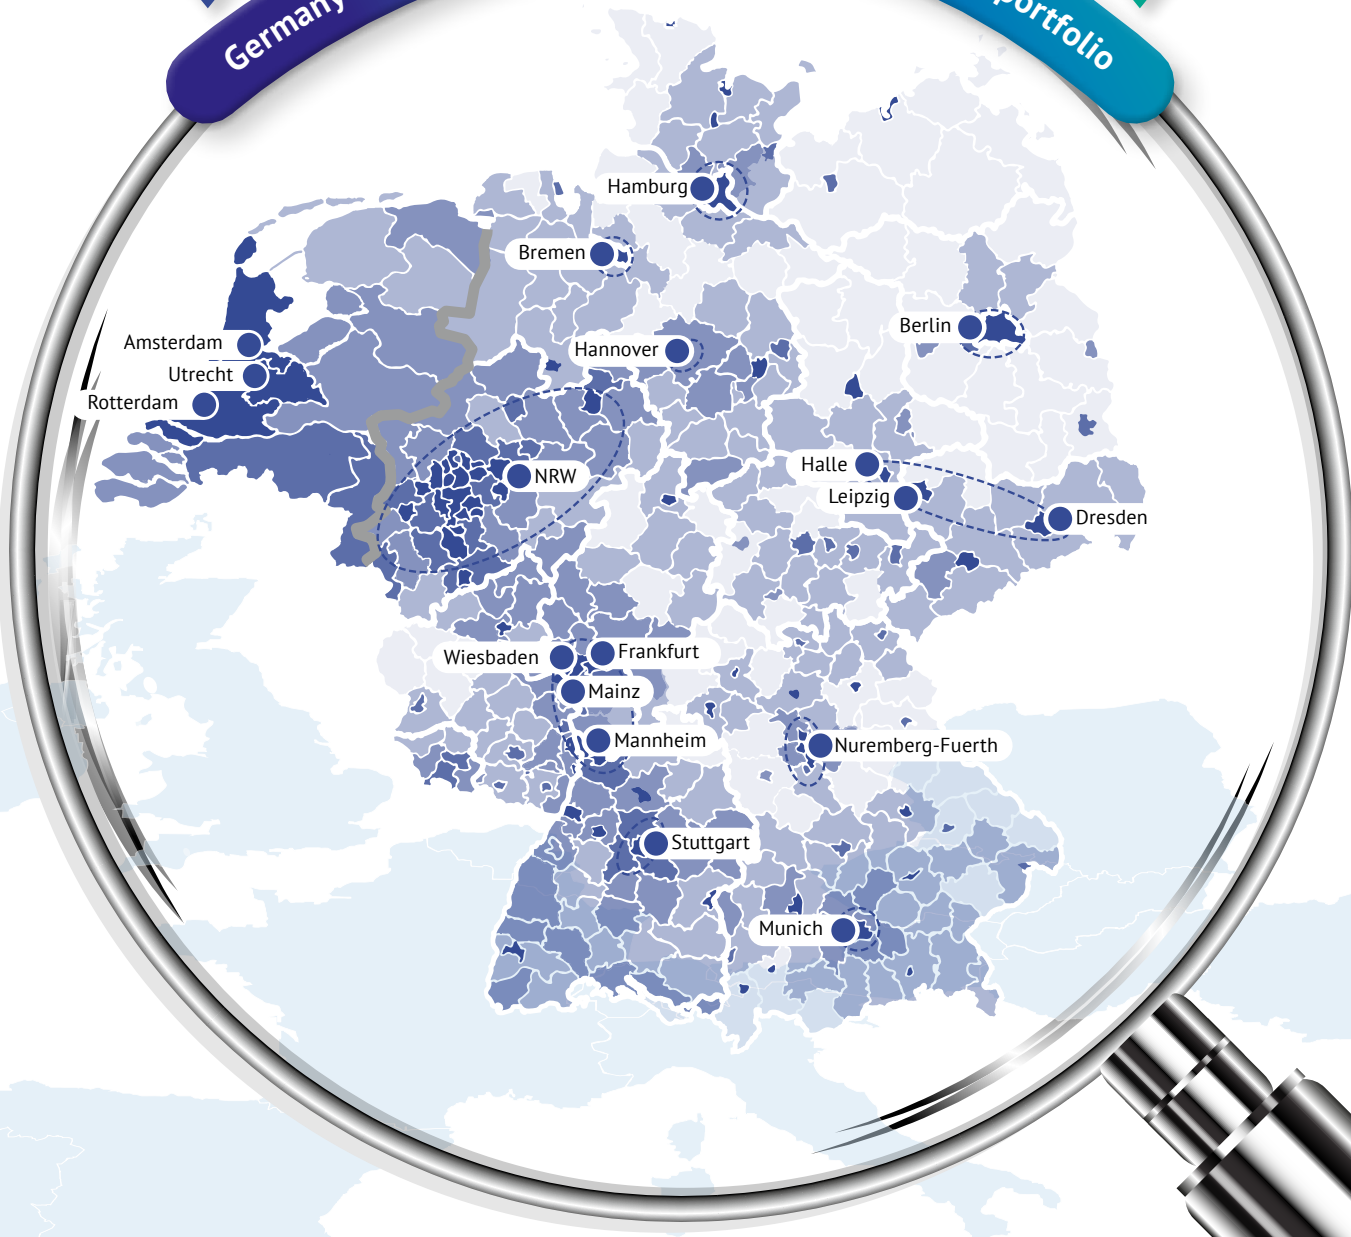 Germany
portfolio
Hamburg
Bremen
Berlin
Amsterdam
Hannover
Utrecht
Rotterdam
Halle
NRW
Leipzig
Dresden
Frankfurt
Wiesbaden
Mainz
Mannheim
Nuremberg-Fuerth
Stuttgart
Munich